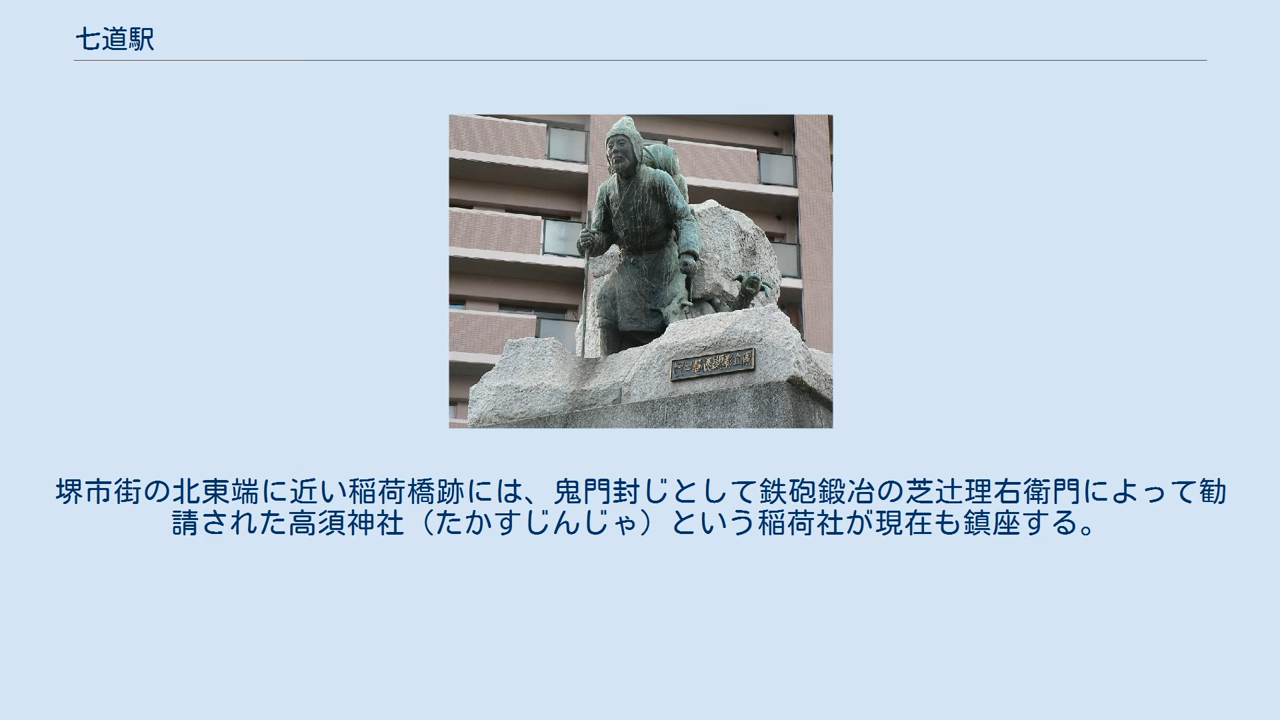 七道駅
堺市街の北東端に近い稲荷橋跡には、鬼門封じとして鉄砲鍛冶の芝辻理右衛門によって勧
請された高須神社（たかすじんじゃ）という稲荷社が現在も鎮座する。